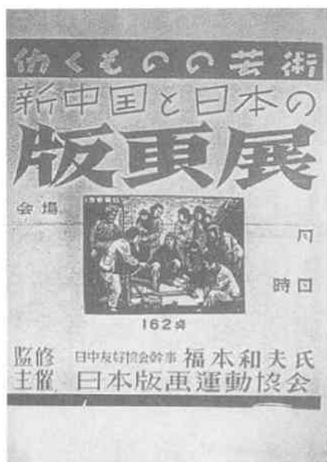 働くものの芸術
新中国と日本の
版画展
会場
月
日
時
162点
監修 日中友好協会幹事 福本和夫氏
主催 日本版画運動協会